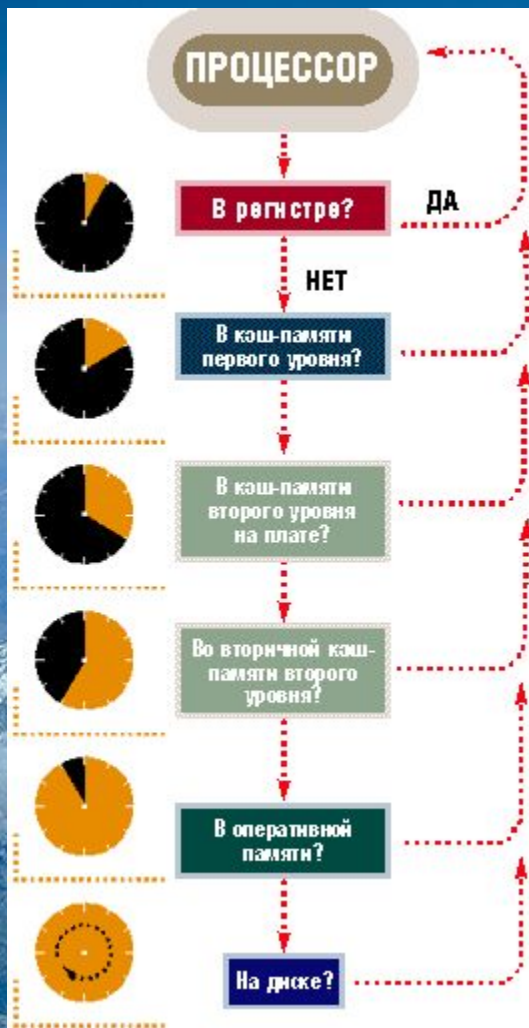 ПРОЦЕССОР
В регистре?
ДА
НЕТ
В кэш-памяти
первого уровня?
В кэш-памяти
второго уровня
на плате?
Во вторичной кэш-
памяти второго
уровня?
В оперативной
памяти?
На диске?